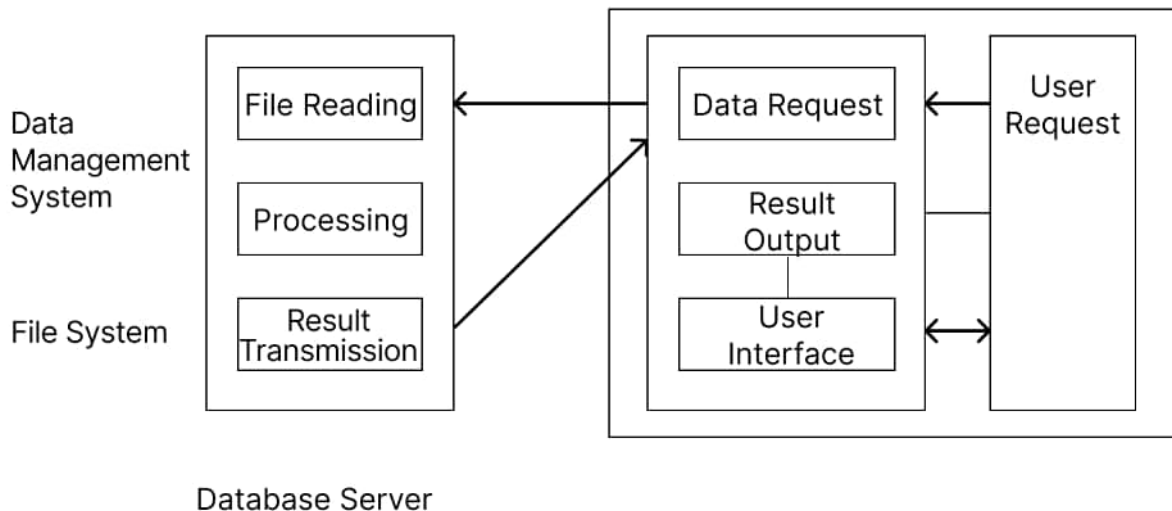 Data
Management
System
File System
File Reading
Processing
Result
Transmission
Data Request
Result
Output
User
Interface
User
Request
Database Server